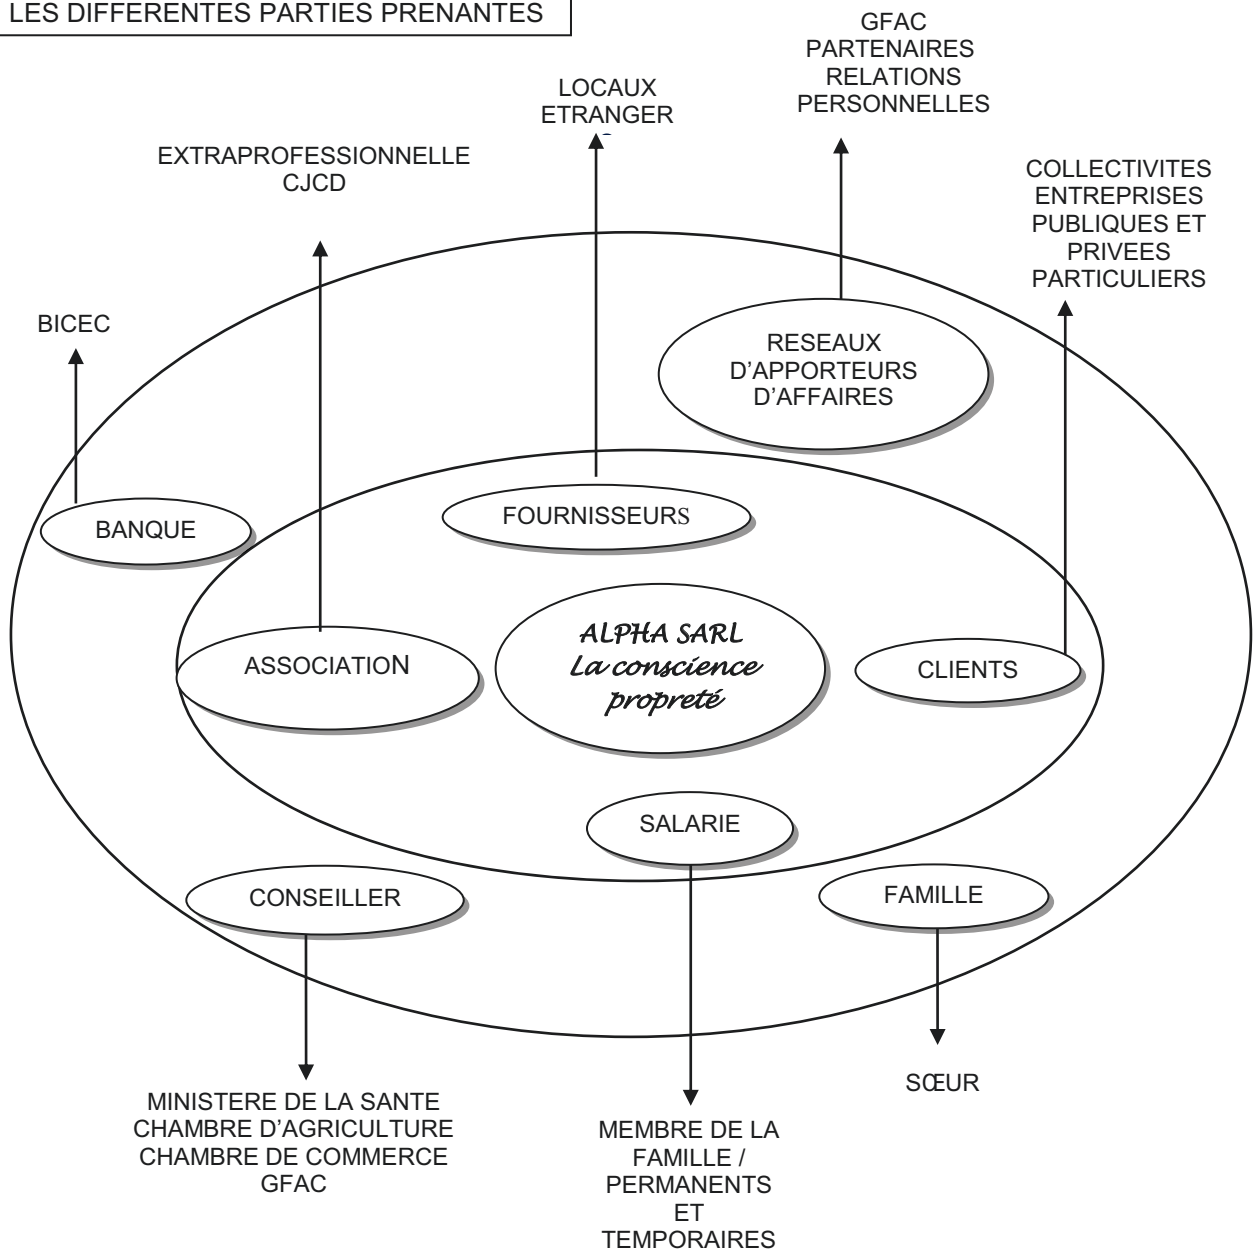 LES DIFFERENTES PARTIES PRENANTES
GFAC
PARTENAIRES
RELATIONS
PERSONNELLES
LOCAUX
ETRANGER
EXTRAPROFESSIONNELLE
CJCD
COLLECTIVITES
ENTREPRISES
PUBLIQUES ET
PRIVEES
PARTICULIERS
BICEC
RESEAUX
D'APPORTEURS
D'AFFAIRES
BANQUE
FOURNISSEURS
ALPHA SARL
La conscience
propreté
ASSOCIATION
CLIENTS
SALARIE
CONSEILLER
FAMILLE
SŒUR
MINISTERE DE LA SANTE
CHAMBRE D'AGRICULTURE
CHAMBRE DE COMMERCE
GFAC
MEMBRE DE LA
FAMILLE /
PERMANENTS
ET
TEMPORAIRES